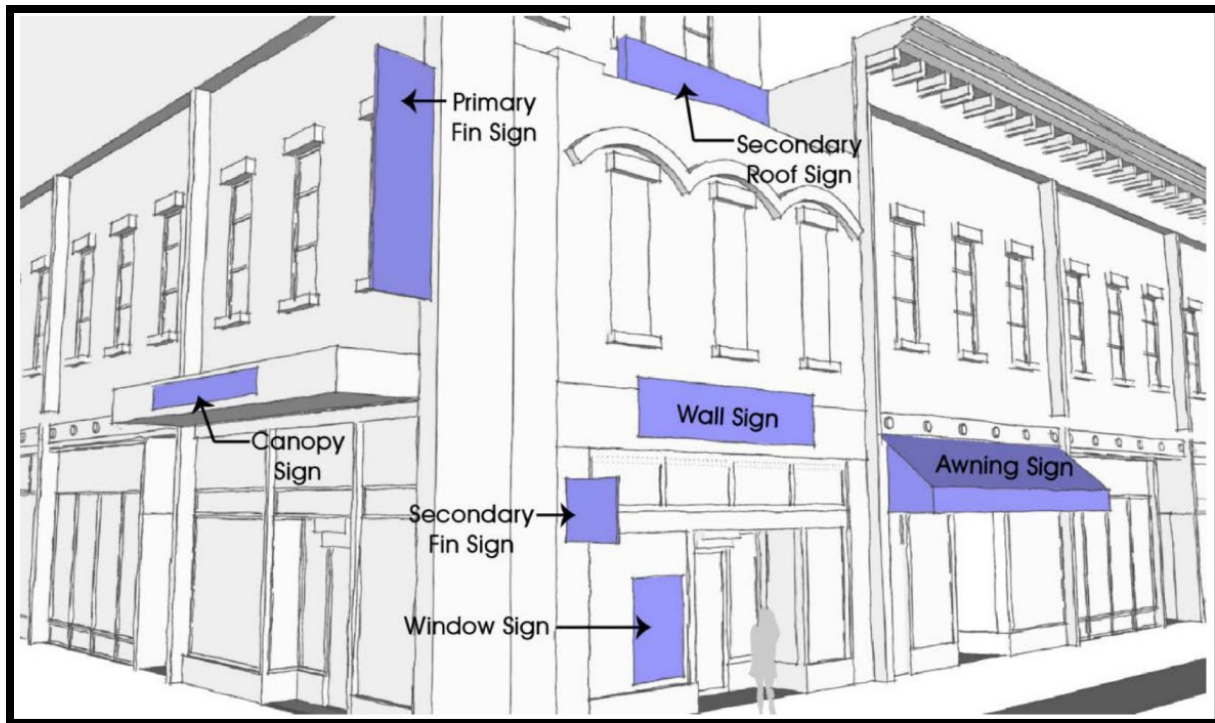 Primary
Fin Sign
Secondary
Roof Sign
Canopy
Sign
Wall Sign
Awning Sign
Secondary
Fin Sign
Window Sign